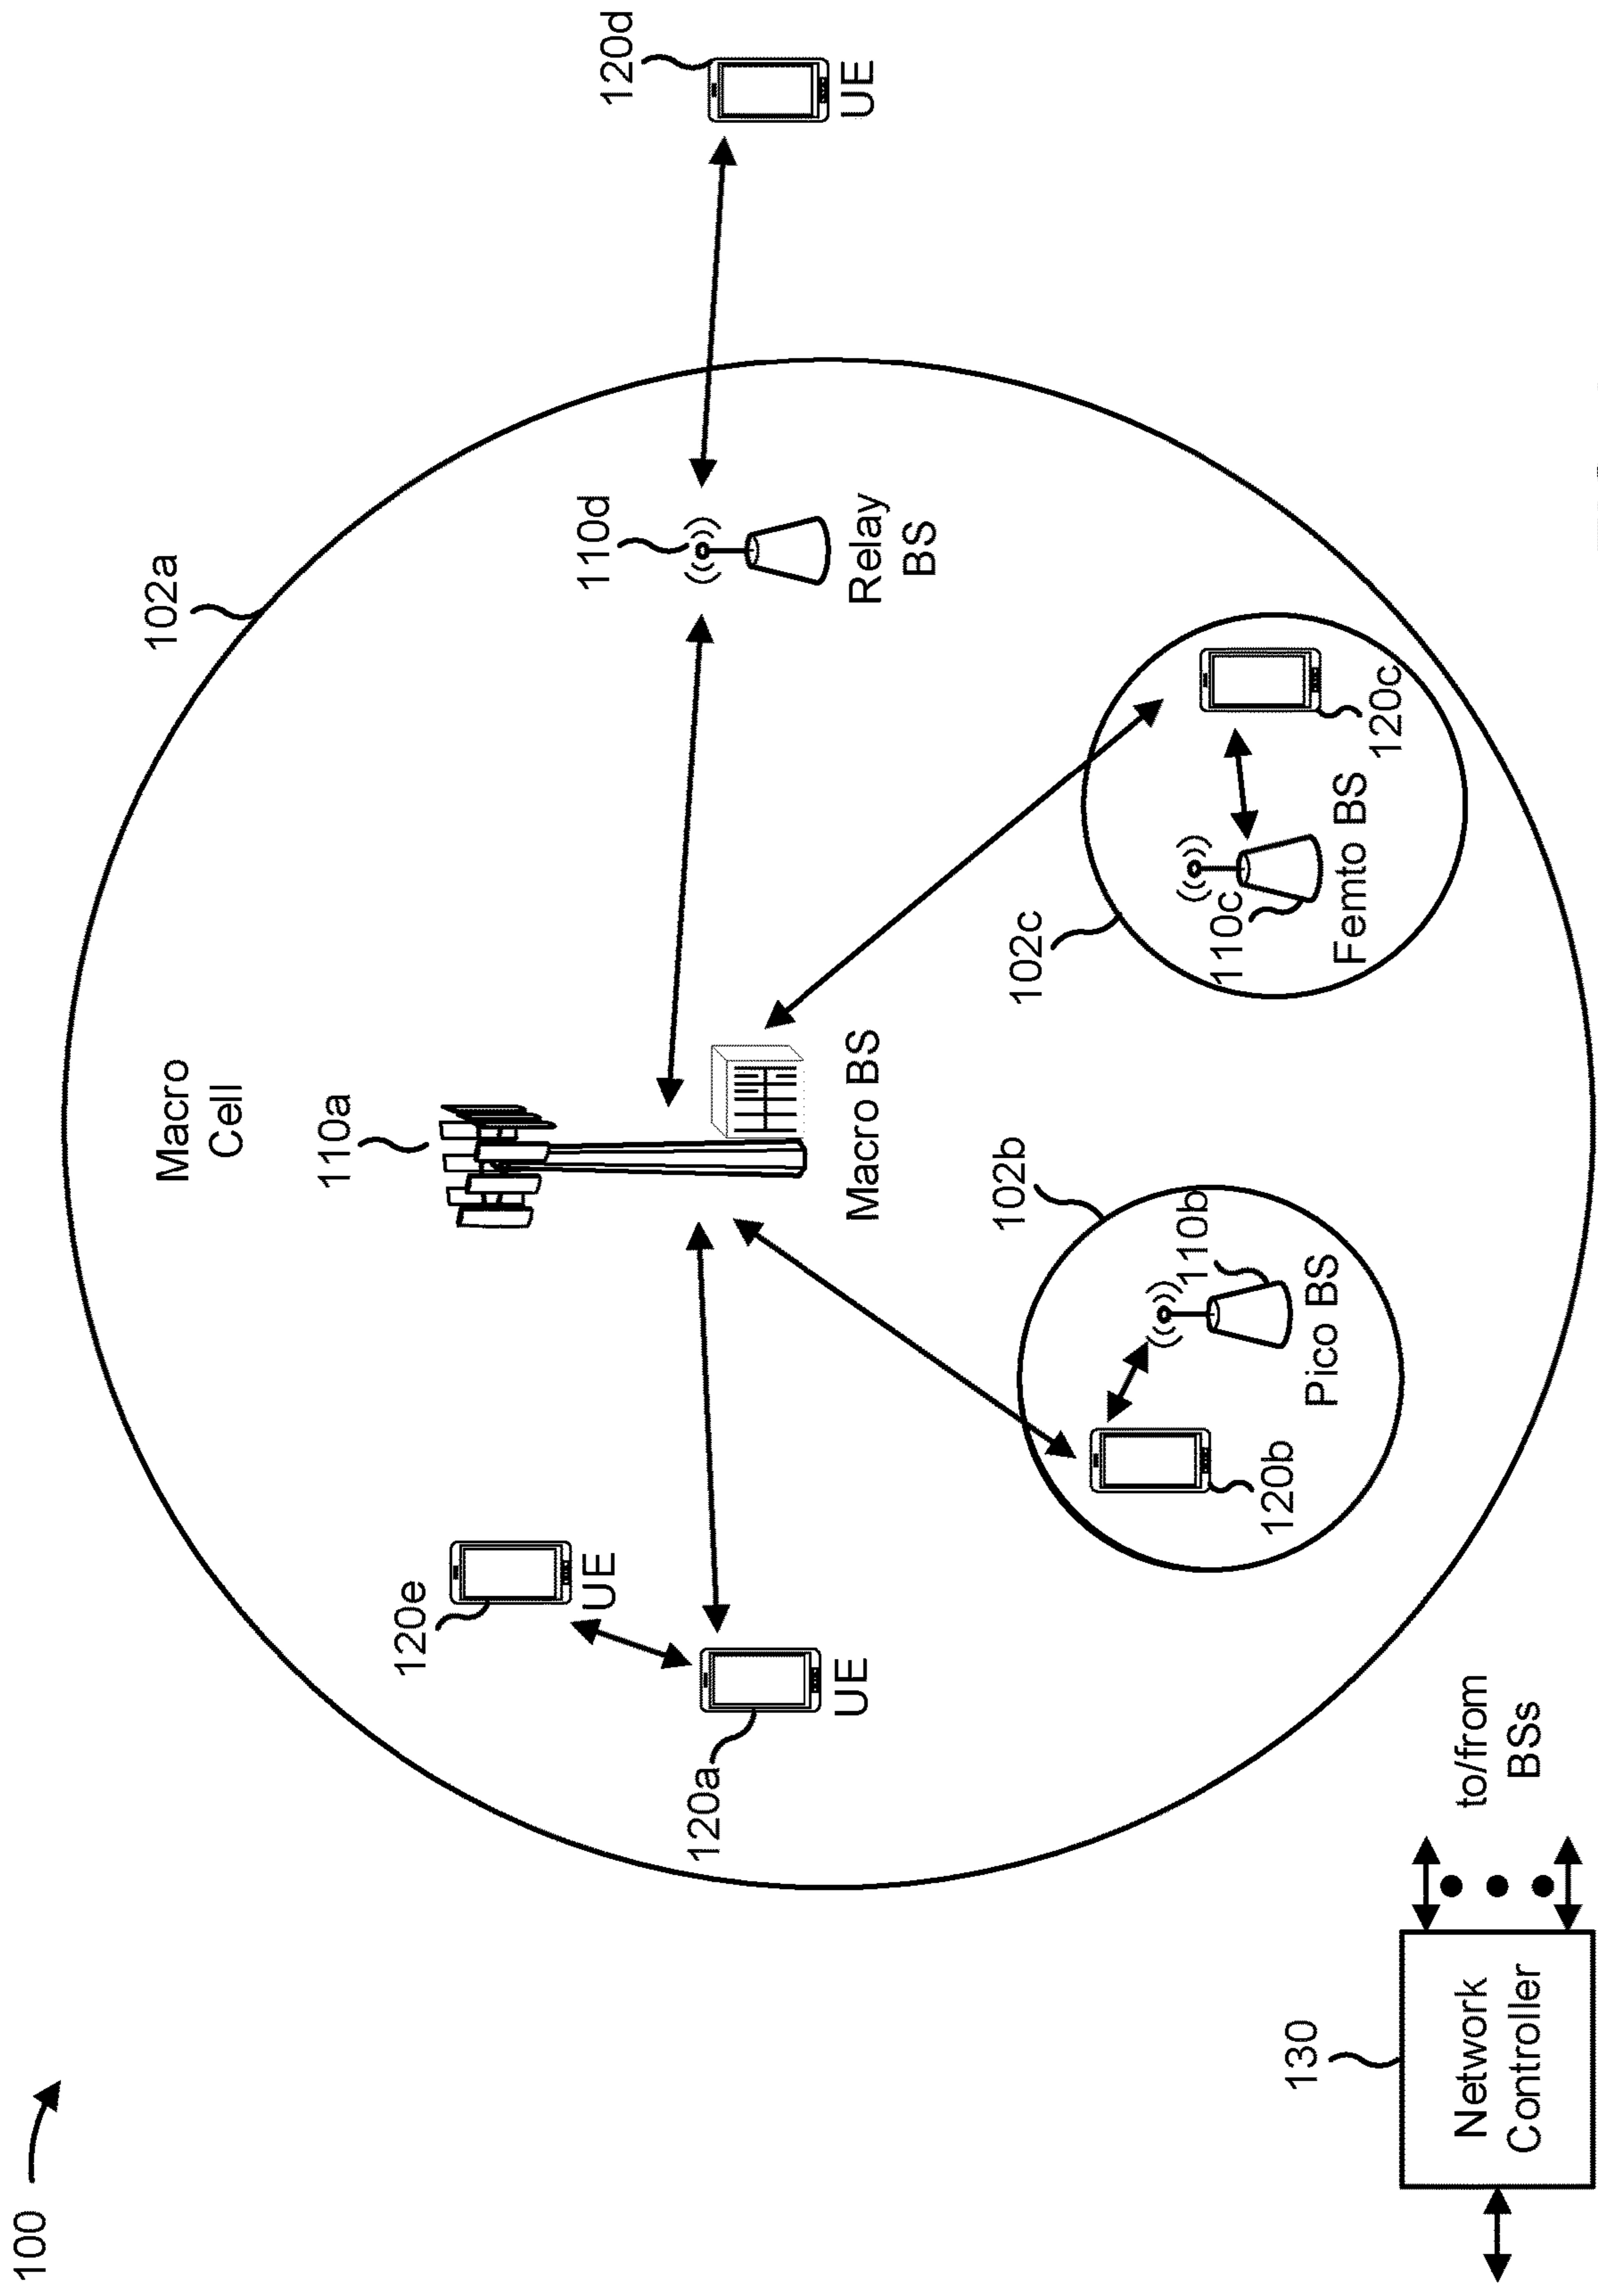 100
102a
Macro
Cell
110a
120d
UE
110d
Relay
BS
120e
UE
120a
UE
Macro BS
102b
110b
Pico BS
120b
102c
110c
Femto BS
120c
130
Network
Controller
to/from
BSs